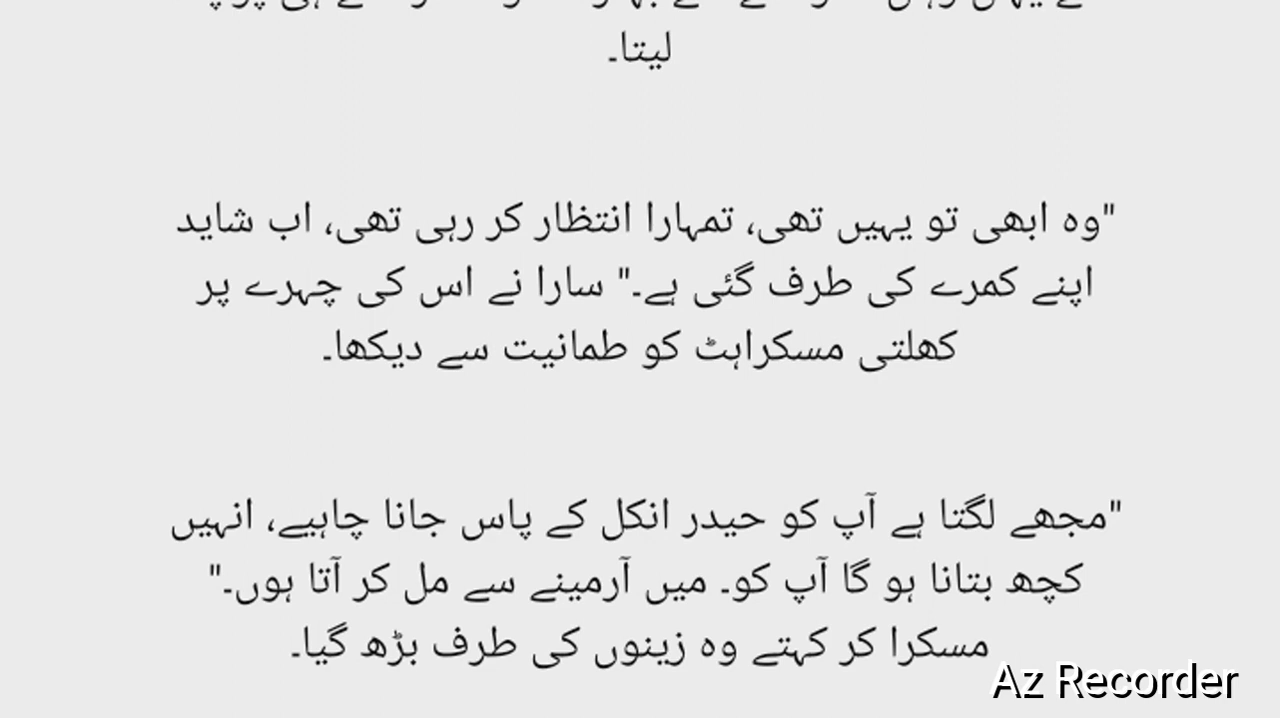 لیتا۔
"وہ ابھی تو یہیں تھی، تمہارا انتظار کر رہی تھی، اب شاید
اپنے کمرے کی طرف گئی ہے۔" سارا نے اس کی چہرے پر
کھلتی مسکراہٹ کو طمانیت سے دیکھا۔
"مجھے لگتا ہے آپ کو حیدر انکل کے پاس جانا چاہیے، انہیں
کچھ بتانا ہو گا آپ کو۔ میں آرمینے سے مل کر آتا ہوں۔"
مسکرا کر کہتے وہ زینوں کی طرف بڑھ گیا۔
Az Recorder